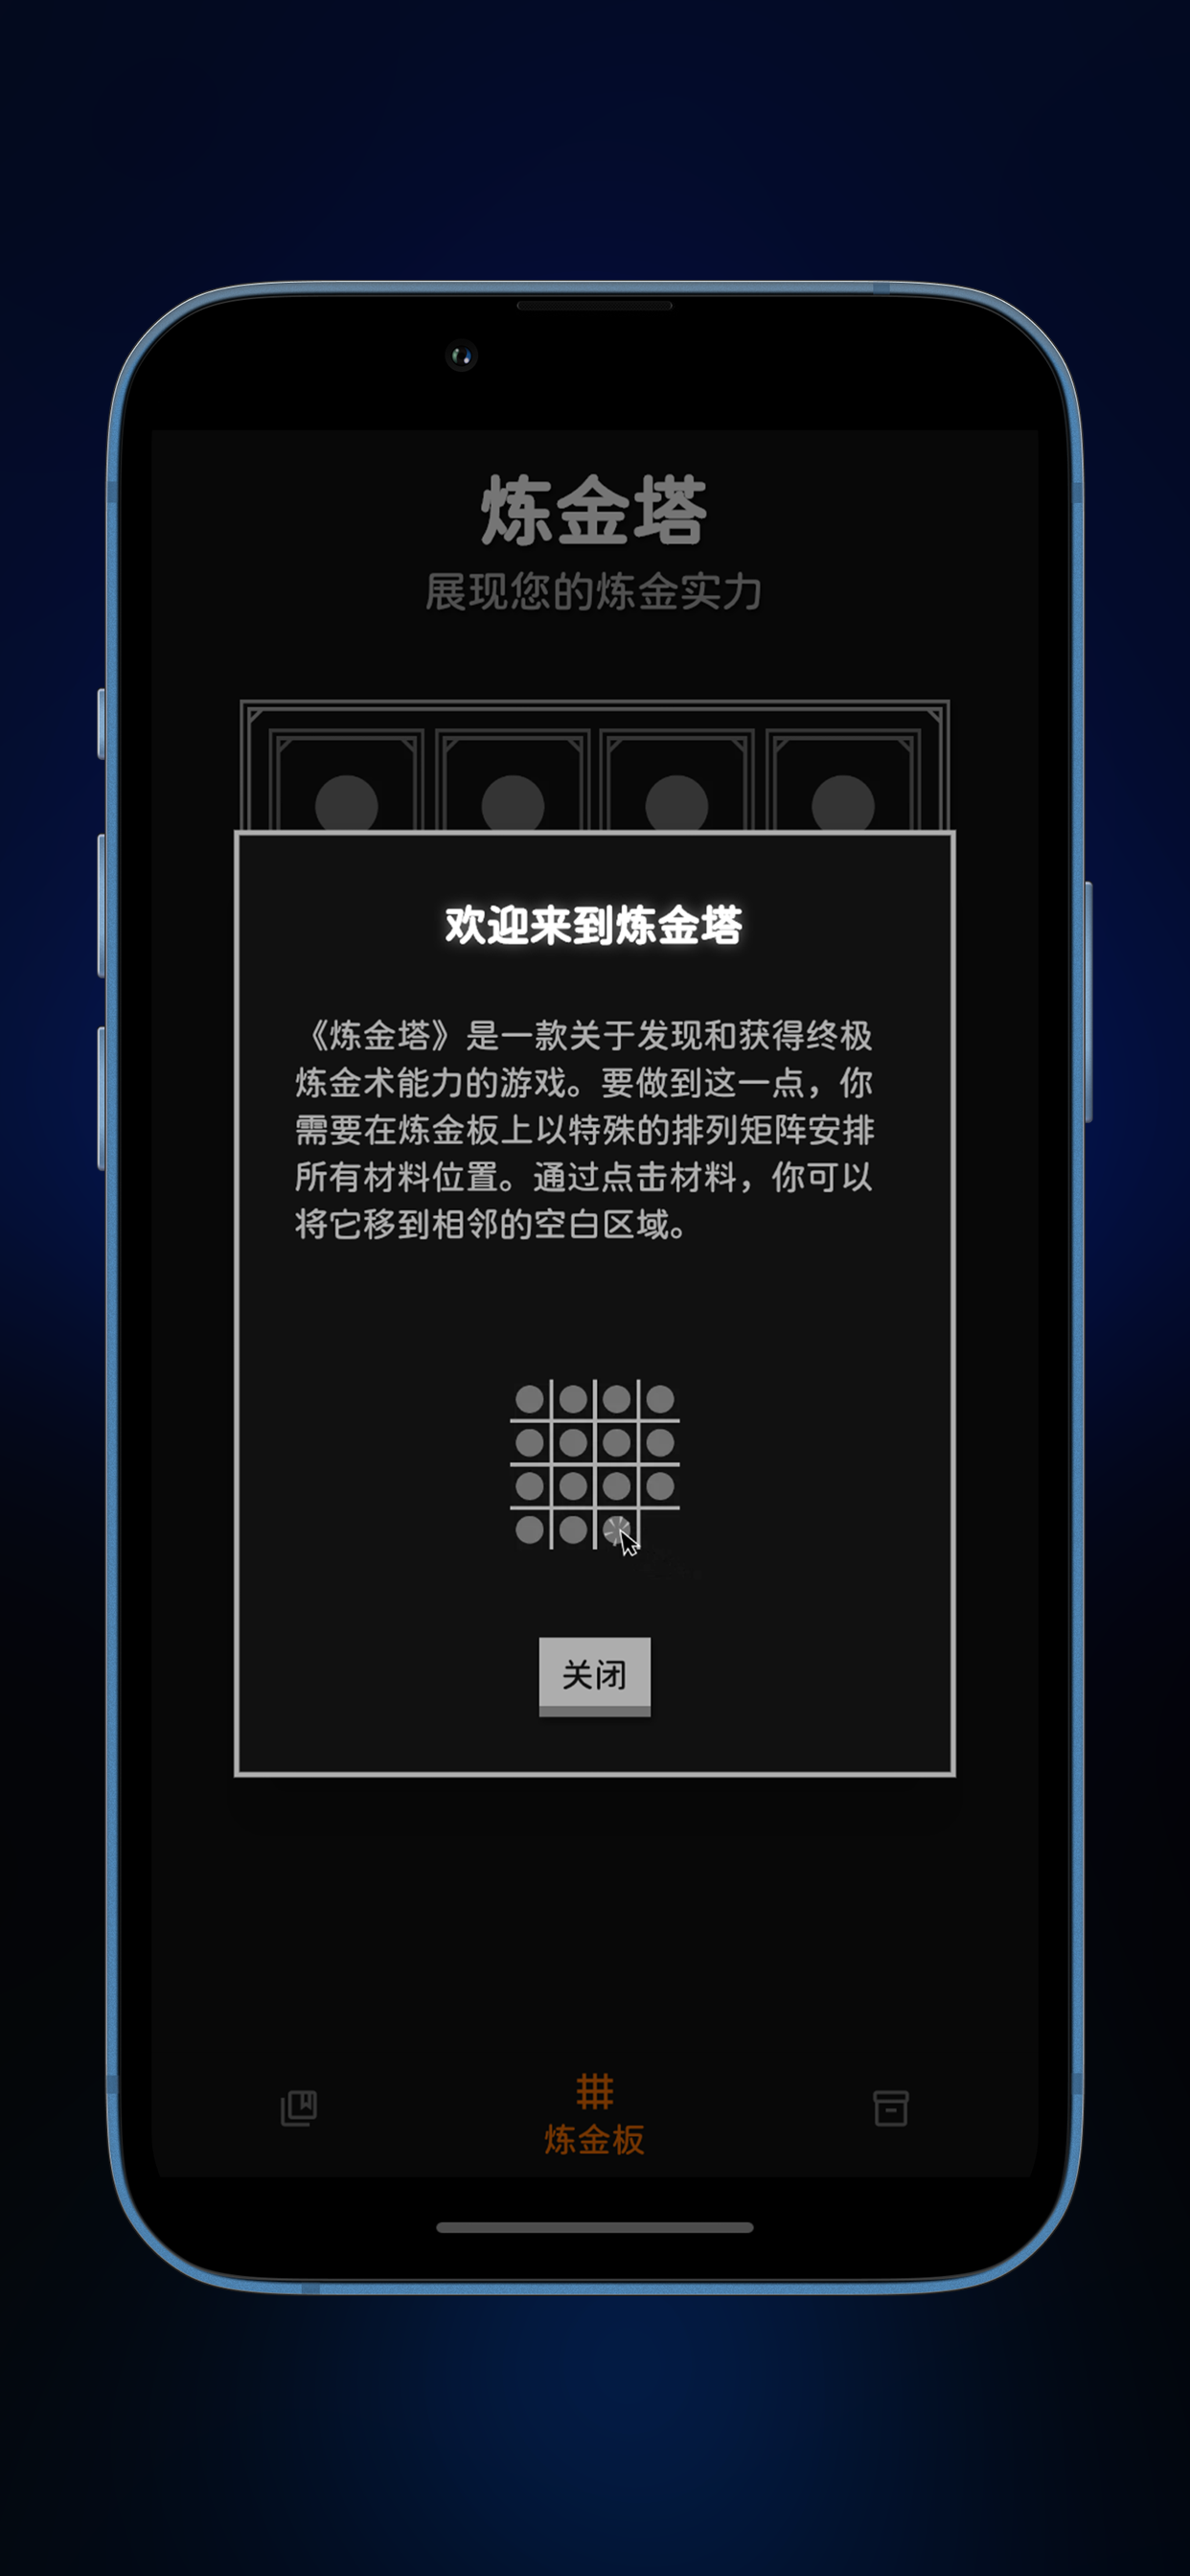 炼金塔
展现您的炼金实力
欢迎来到炼金塔
《炼金塔》是一款关于发现和获得终极
炼金术能力的游戏。要做到这一点，你
需要在炼金板上以特殊的排列矩阵安排
所有材料位置。通过点击材料，你可以
将它移到相邻的空白区域。
关闭
炼金板